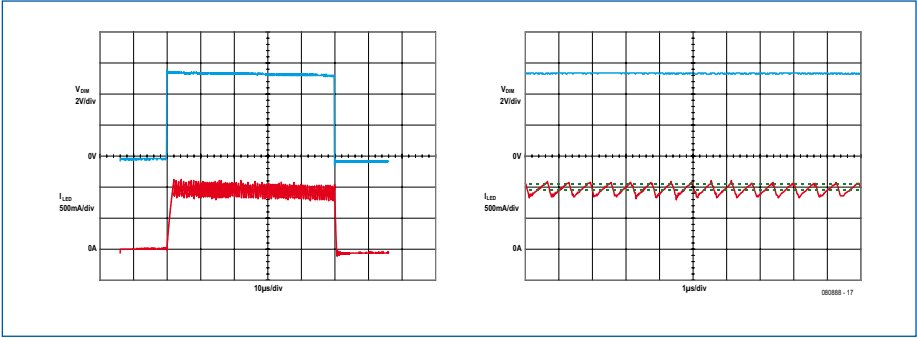 VDIM
2V/div
0V
ILED
500mA/div
0A
10µs/div
VDIM
2V/div
0V
ILED
500mA/div
0A
1µs/div
080888 - 17